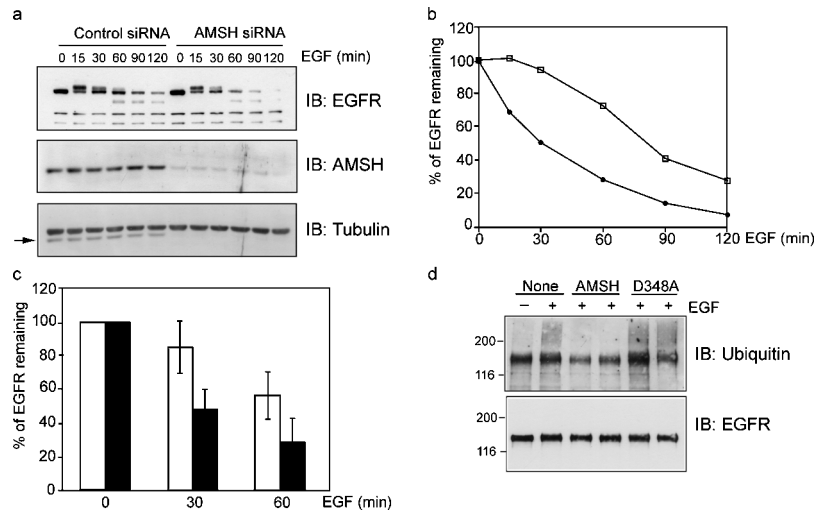 a
Control siRNA AMSH siRNA
0 15 30 60 90 120 0 15 30 60 90 120 EGF (min)
IB: EGFR
IB: AMSH
IB: Tubulin
b
% of EGFR remaining
120
100
80
60
40
20
0
0 30 60 90 120 EGF (min)
c
% of EGFR remaining
120
100
80
60
40
20
0
0 30 60 EGF (min)
d
None AMSH D348A
– + + + + + EGF
200
116
IB: Ubiquitin
200
116
IB: EGFR